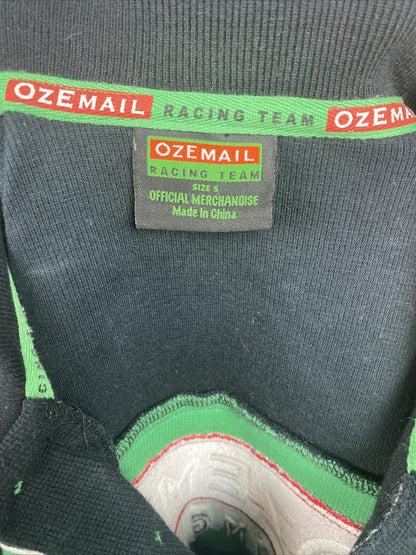 OZEMAIL RACING TEAM OZEMAIL
OZEMAIL
RACING TEAM
SIZE S
OFFICIAL MERCHANDISE
Made in China